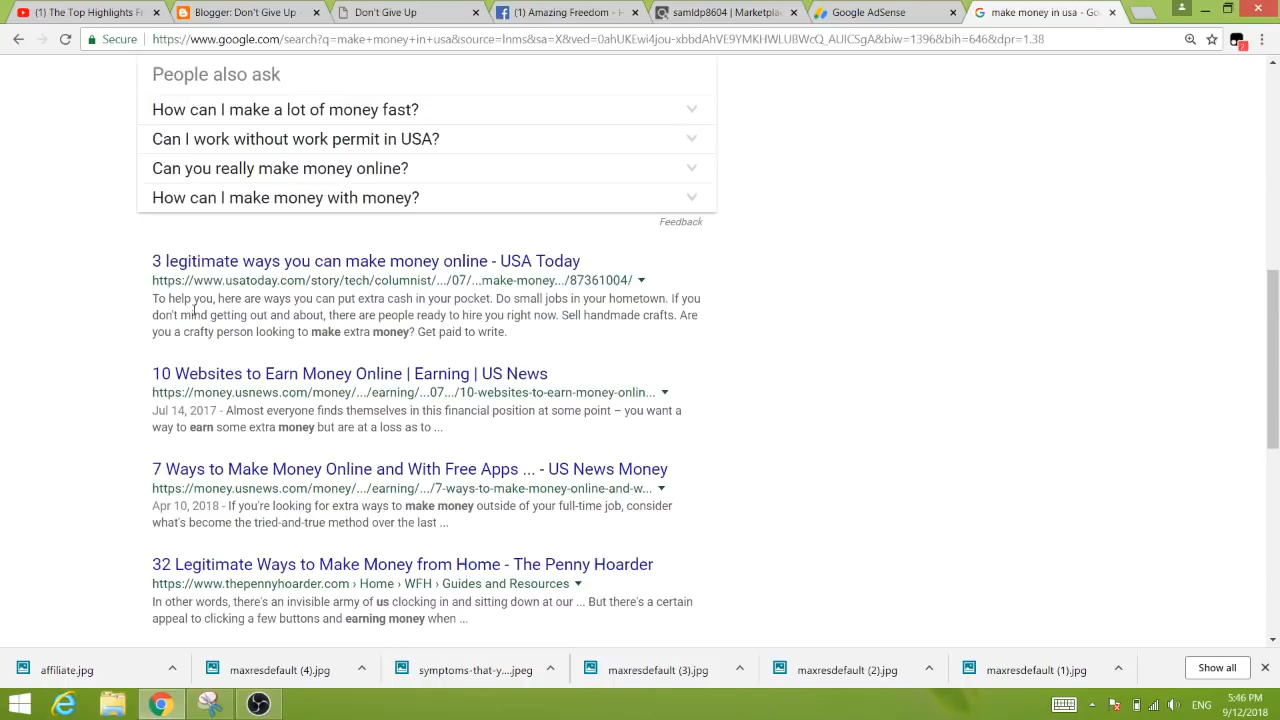 (1) The Top Highlights F
Blogger: Don't Give Up -
Don't Give Up
(1) Amazing Freedom - H
samldp8604 | Marketplac
Google AdSense
make money in usa - Go
Secure
https://www.google.com/search?q=make+money+in+usa&source=lnms&sa=X&ved=0ahUKEwi4jou-xbbdAhVE9YMKHWLUBWcQ_AUICSgA&biw=1396&bih=646&dpr=1.38
People also ask
How can I make a lot of money fast?
Can I work without work permit in USA?
Can you really make money online?
How can I make money with money?
Feedback
3 legitimate ways you can make money online - USA Today
https://www.usatoday.com/story/tech/columnist/.../07/...make-money.../87361004/
To help you, here are ways you can put extra cash in your pocket. Do small jobs in your hometown. If you
don't mind getting out and about, there are people ready to hire you right now. Sell handmade crafts. Are
you a crafty person looking to make extra money? Get paid to write.
10 Websites to Earn Money Online | Earning | US News
https://money.usnews.com/money/.../earning/...07.../10-websites-to-earn-money-onlin...
Jul 14, 2017 - Almost everyone finds themselves in this financial position at some point – you want a
way to earn some extra money but are at a loss as to ...
7 Ways to Make Money Online and With Free Apps ... - US News Money
https://money.usnews.com/money/.../earning/.../7-ways-to-make-money-online-and-w...
Apr 10, 2018 - If you're looking for extra ways to make money outside of your full-time job, consider
what's become the tried-and-true method over the last ...
32 Legitimate Ways to Make Money from Home - The Penny Hoarder
https://www.thepennyhoarder.com › Home › WFH › Guides and Resources
In other words, there's an invisible army of us clocking in and sitting down at our ... But there's a certain
appeal to clicking a few buttons and earning money when ...
affiliate.jpg
maxresdefault (4).jpg
symptoms-that-y....jpeg
maxresdefault (3).jpg
maxresdefault (2).jpg
maxresdefault (1).jpg
Show all
ENG
5:46 PM
9/12/2018